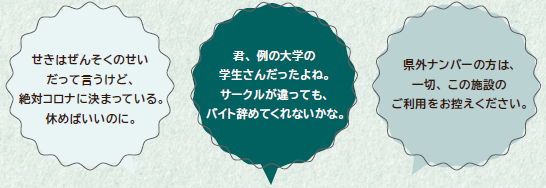 せきはぜんそくのせい
だって言うけど、
絶対コロナに決まっている。
休めばいいのに。
君、例の大学の
学生さんだったよね。
サークルが違っても、
バイト辞めてくれないかな。
県外ナンバーの方は、
一切、この施設の
ご利用をお控えください。